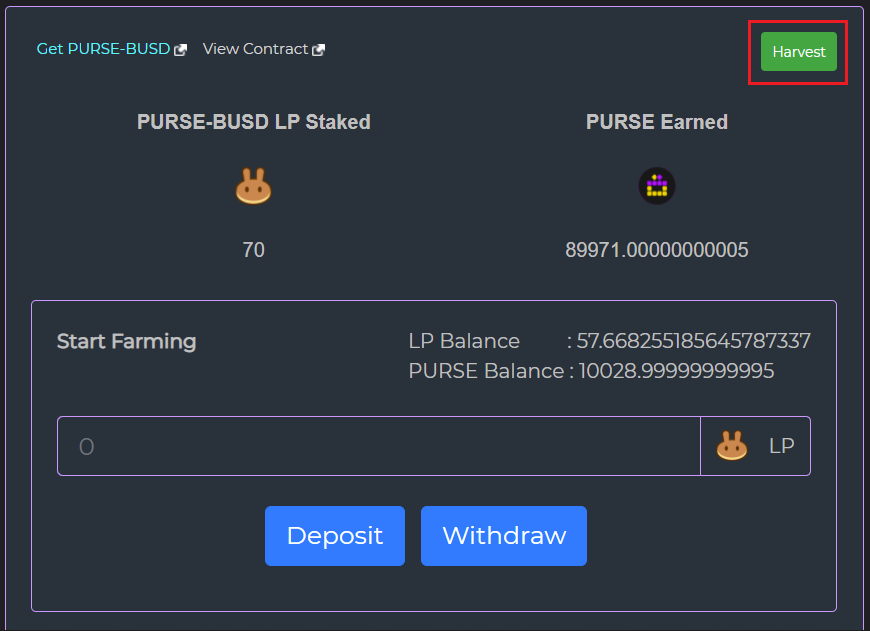 Get PURSE-BUSD View Contract Harvest
PURSE-BUSD LP Staked PURSE Earned
70 89971.00000000005
Start Farming LP Balance : 57.668255185645787337
PURSE Balance : 10028.99999999995
0 LP
Deposit Withdraw